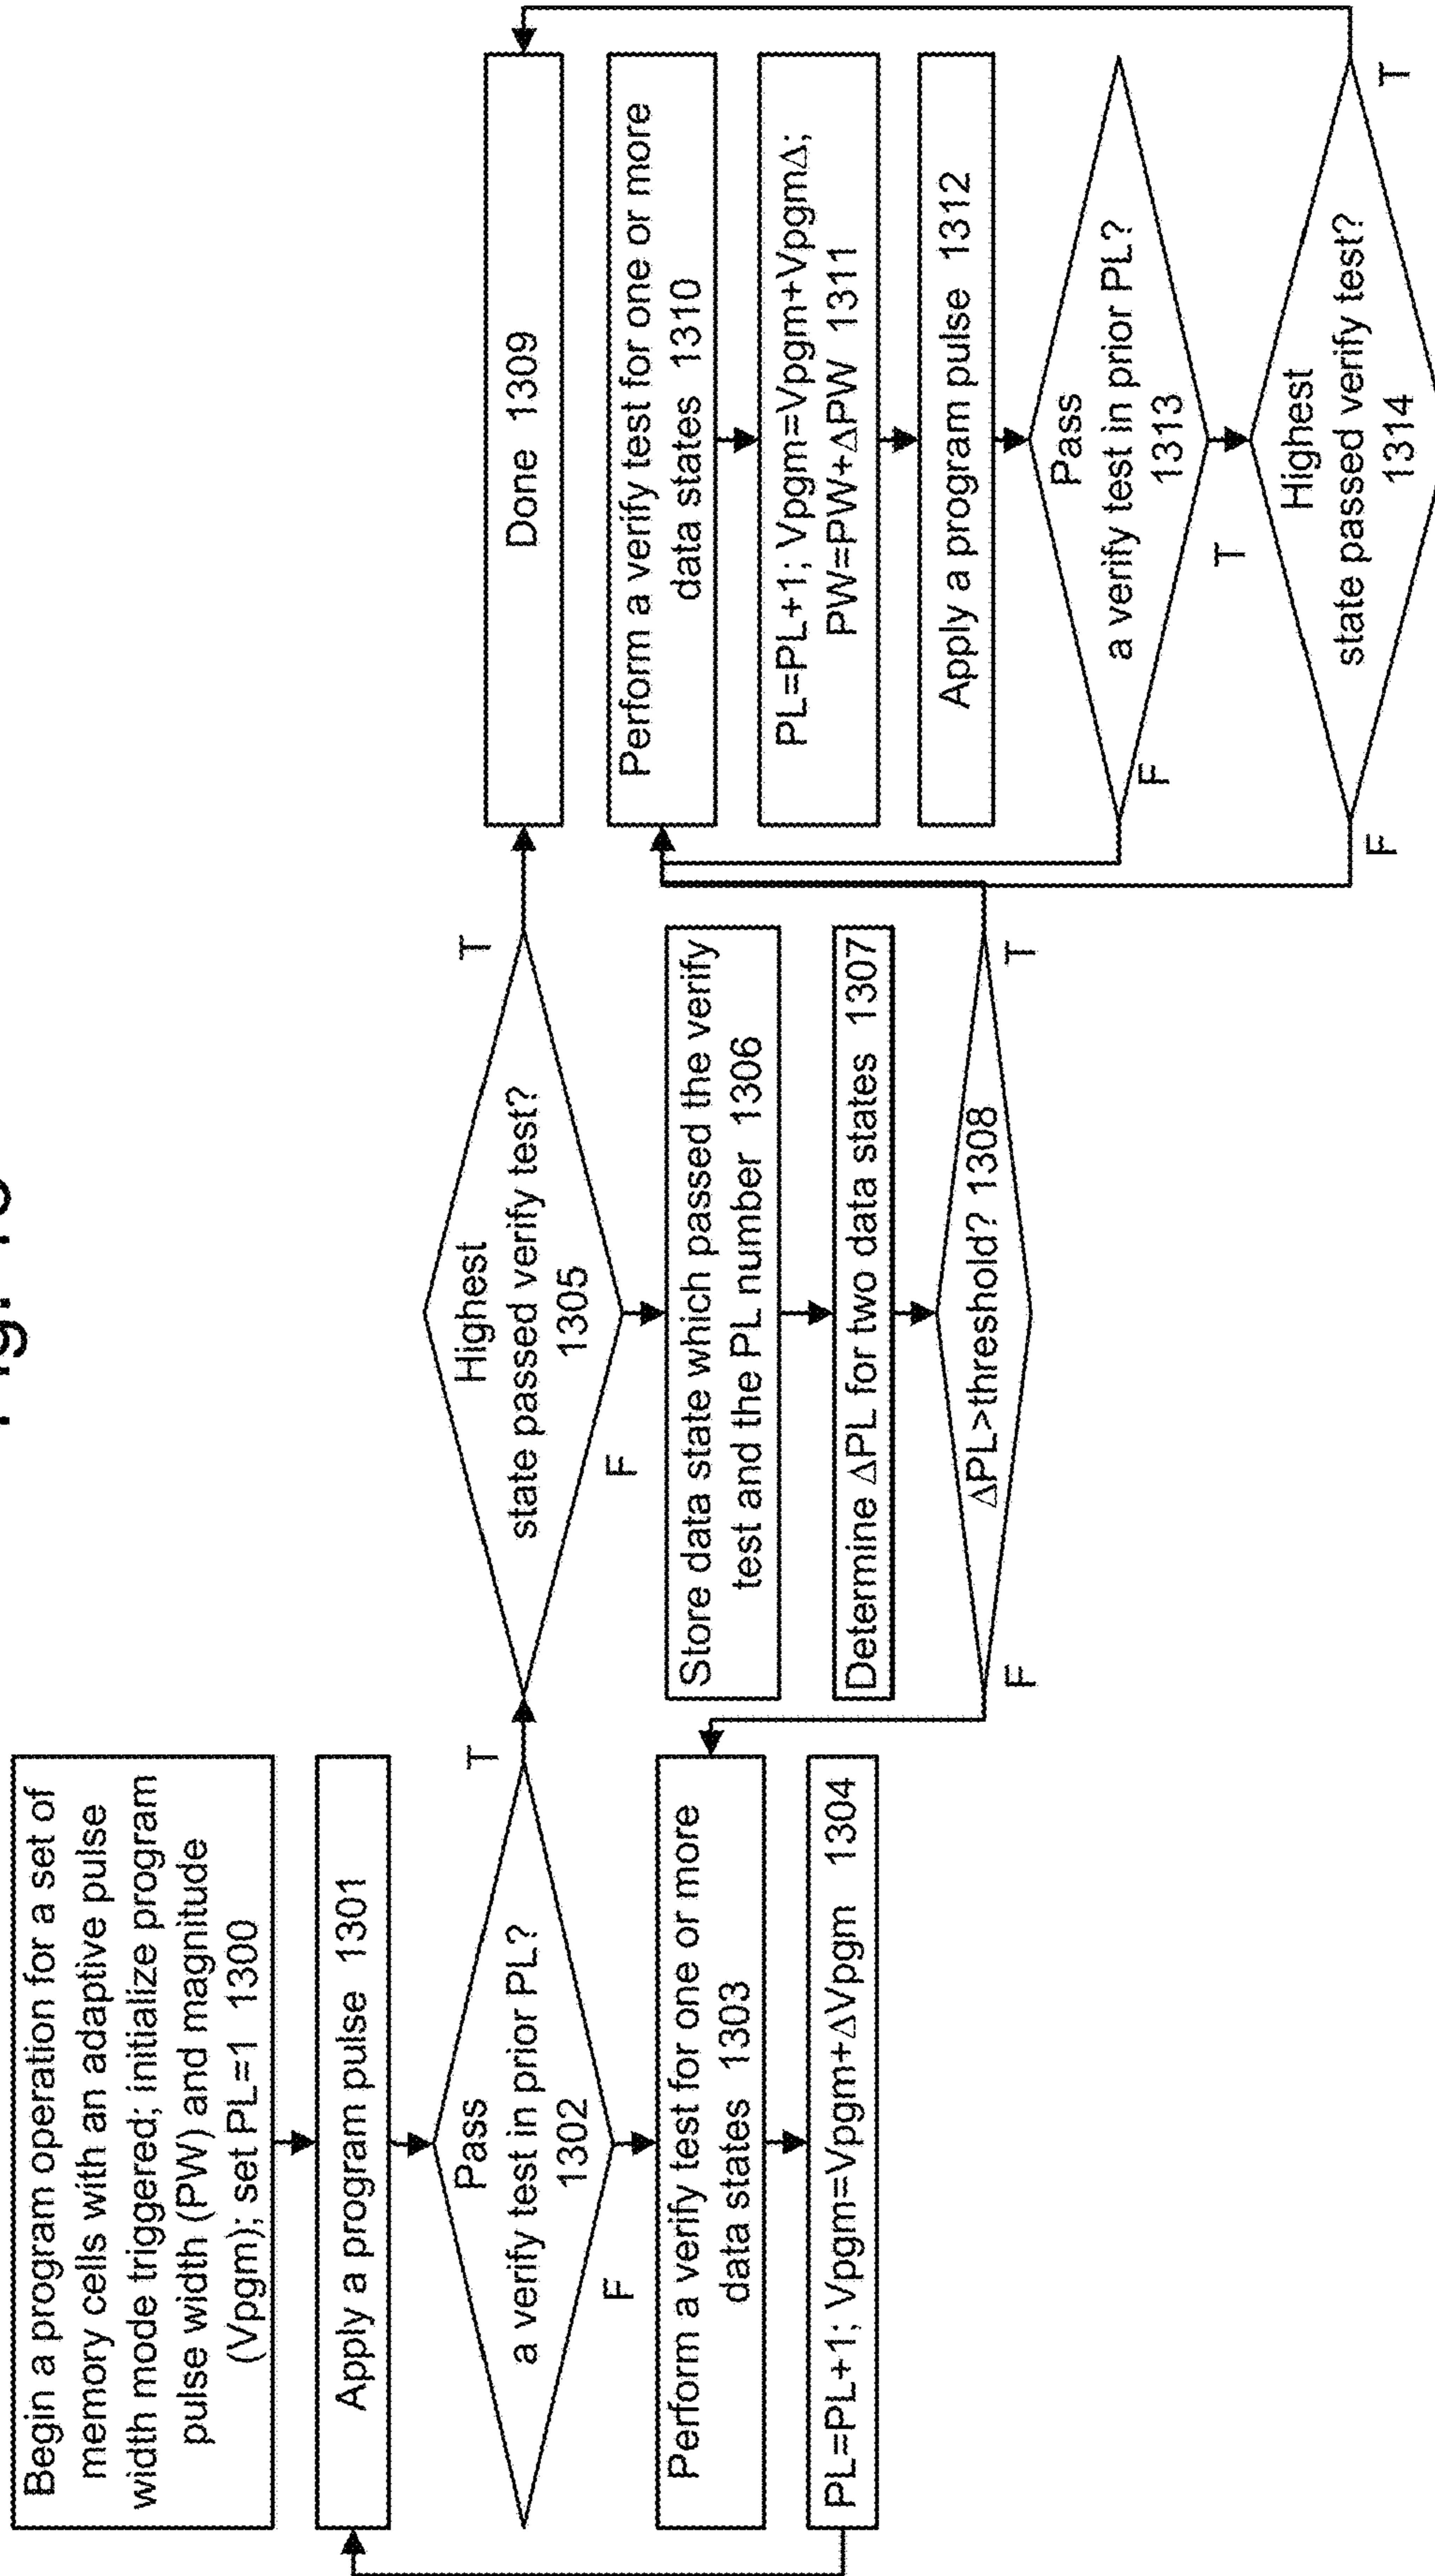 Begin a program operation for a set of
memory cells with an adaptive pulse
width mode triggered; initialize program
pulse width (PW) and magnitude
(Vpgm); set PL=1 1300
Apply a program pulse 1301
Pass
a verify test in prior PL?
1302
T
F
Perform a verify test for one or more
data states 1303
PL=PL+1; Vpgm=Vpgm+ΔVpgm 1304
Highest
state passed verify test?
1305
T
F
Store data state which passed the verify
test and the PL number 1306
Determine ΔPL for two data states 1307
ΔPL>threshold? 1308
F
T
Done 1309
Perform a verify test for one or more
data states 1310
PL=PL+1; Vpgm=Vpgm+VpgmΔ;
PW=PW+ΔPW 1311
Apply a program pulse 1312
Pass
a verify test in prior PL?
1313
F
T
Highest
state passed verify test?
1314
F
T